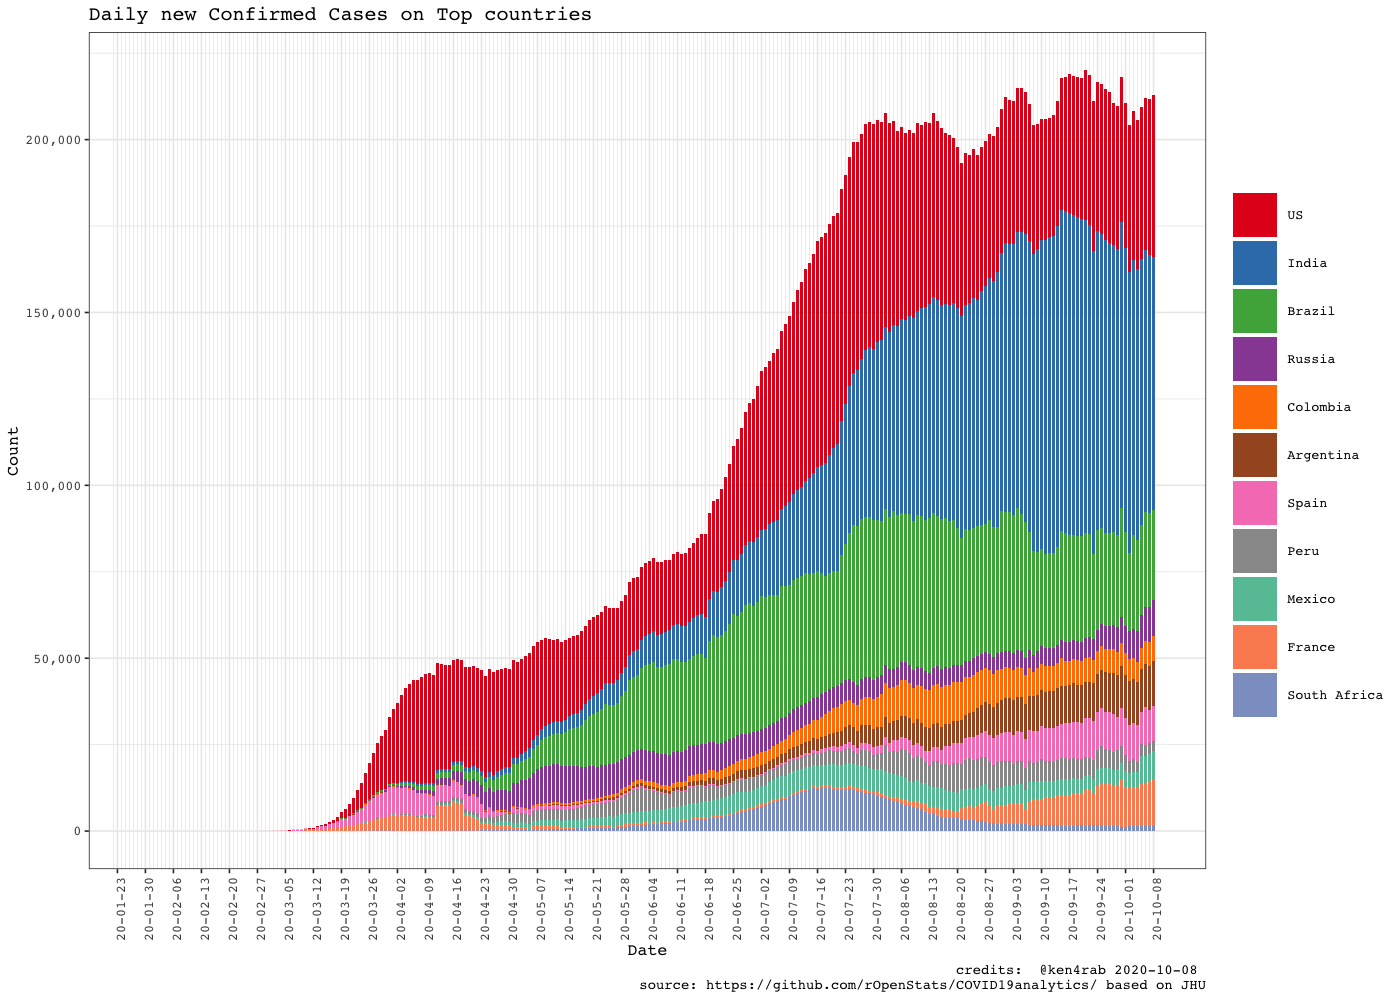 Daily new Confirmed Cases on Top countries
Count
200,000
150,000
100,000
50,000
0
20-01-23
20-01-30
20-02-06
20-02-13
20-02-20
20-02-27
20-03-05
20-03-12
20-03-19
20-03-26
20-04-02
20-04-09
20-04-16
20-04-23
20-04-30
20-05-07
20-05-14
20-05-21
20-05-28
20-06-04
20-06-11
20-06-18
20-06-25
20-07-02
20-07-09
20-07-16
20-07-23
20-07-30
20-08-06
20-08-13
20-08-20
20-08-27
20-09-03
20-09-10
20-09-17
20-09-24
20-10-01
20-10-08
Date
US
India
Brazil
Russia
Colombia
Argentina
Spain
Peru
Mexico
France
South Africa
credits:  @ken4rab 2020-10-08
source: https://github.com/rOpenStats/COVID19analytics/ based on JHU